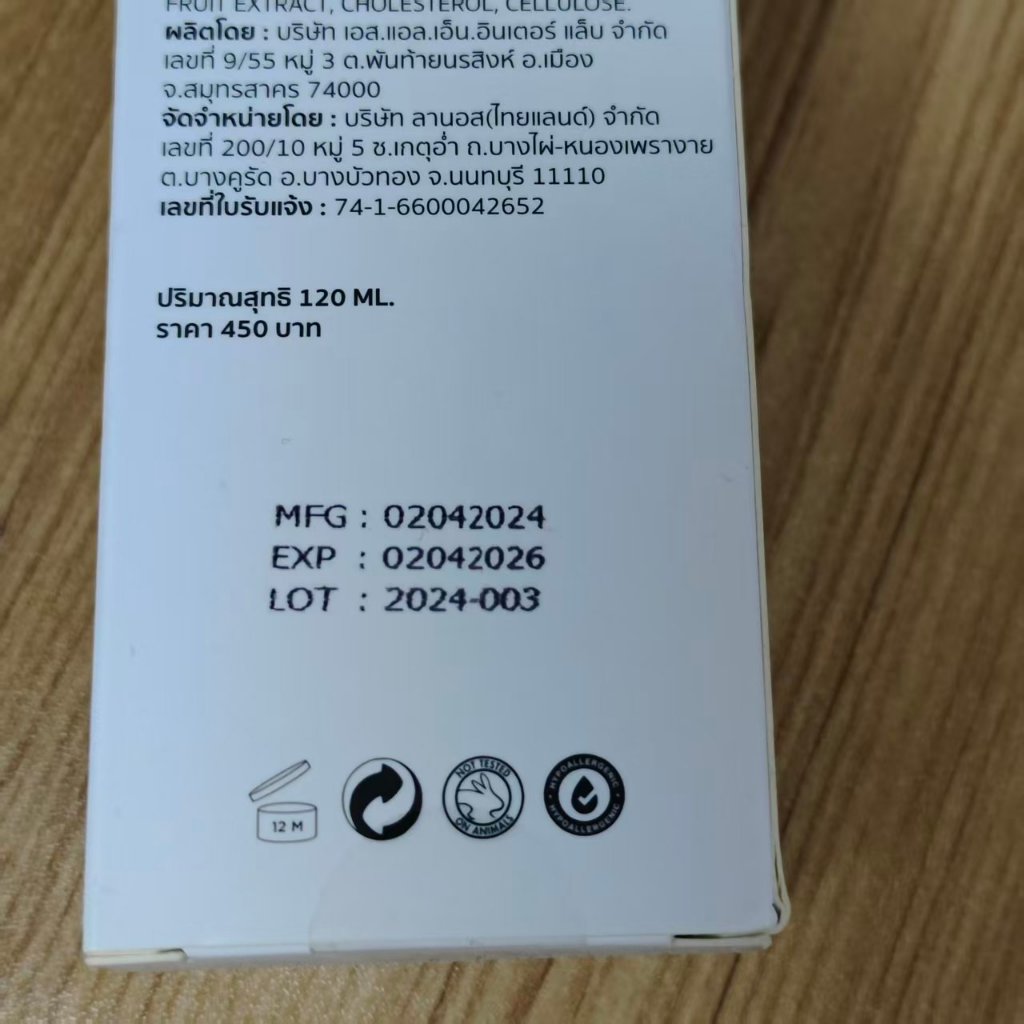 FRUIT EXTRACT, CHOLESTEROL, CELLULOSE.
ผลิตโดย : บริษัท เอส.แอล.เอ็น.อินเตอร์ แล็บ จำกัด
เลขที่ 9/55 หมู่ 3 ต.พันท้ายนรสิงห์ อ.เมือง
จ.สมุทรสาคร 74000
จัดจำหน่ายโดย : บริษัท ลานอส(ไทยแลนด์) จำกัด
เลขที่ 200/10 หมู่ 5 ซ.เกตุอ่ำ ถ.บางไผ่-หนองเพรางาย
ต.บางคูรัด อ.บางบัวทอง จ.นนทบุรี 11110
เลขที่ใบรับแจ้ง : 74-1-6600042652
ปริมาณสุทธิ 120 ML.
ราคา 450 บาท
MFG : 02042024
EXP : 02042026
LOT : 2024-003
12 M
NOT TESTED
ON ANIMALS
HYPOALLERGENIC
HYPOALLERGENIC